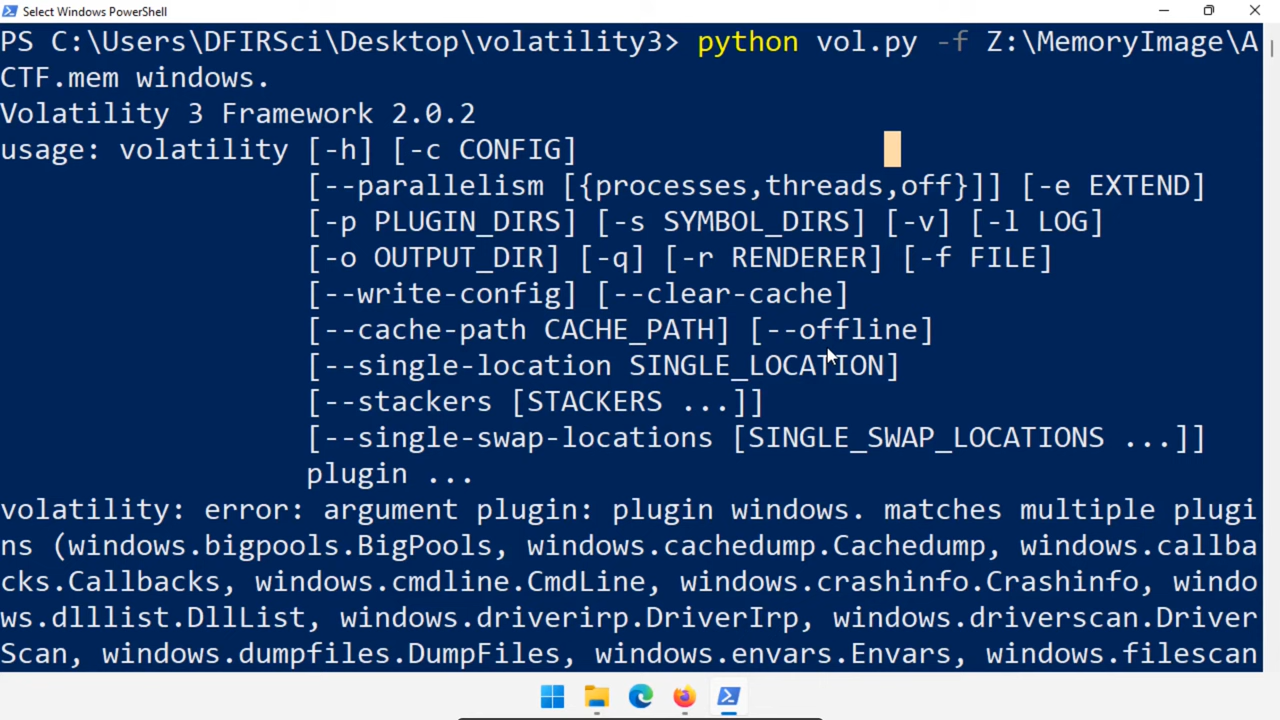 Select Windows PowerShell
PS C:\Users\DFIRSci\Desktop\volatility3> python vol.py -f Z:\MemoryImage\A
CTF.mem windows.
Volatility 3 Framework 2.0.2
usage: volatility [-h] [-c CONFIG]
[--parallelism [{processes,threads,off}]] [-e EXTEND]
[-p PLUGIN_DIRS] [-s SYMBOL_DIRS] [-v] [-l LOG]
[-o OUTPUT_DIR] [-q] [-r RENDERER] [-f FILE]
[--write-config] [--clear-cache]
[--cache-path CACHE_PATH] [--offline]
[--single-location SINGLE_LOCATION]
[--stackers [STACKERS ...]]
[--single-swap-locations [SINGLE_SWAP_LOCATIONS ...]]
plugin ...
volatility: error: argument plugin: plugin windows. matches multiple plugi
ns (windows.bigpools.BigPools, windows.cachedump.Cachedump, windows.callba
cks.Callbacks, windows.cmdline.CmdLine, windows.crashinfo.Crashinfo, windo
ws.dlllist.DllList, windows.driverirp.DriverIrp, windows.driverscan.Driver
Scan, windows.dumpfiles.DumpFiles, windows.envars.Envars, windows.filescan